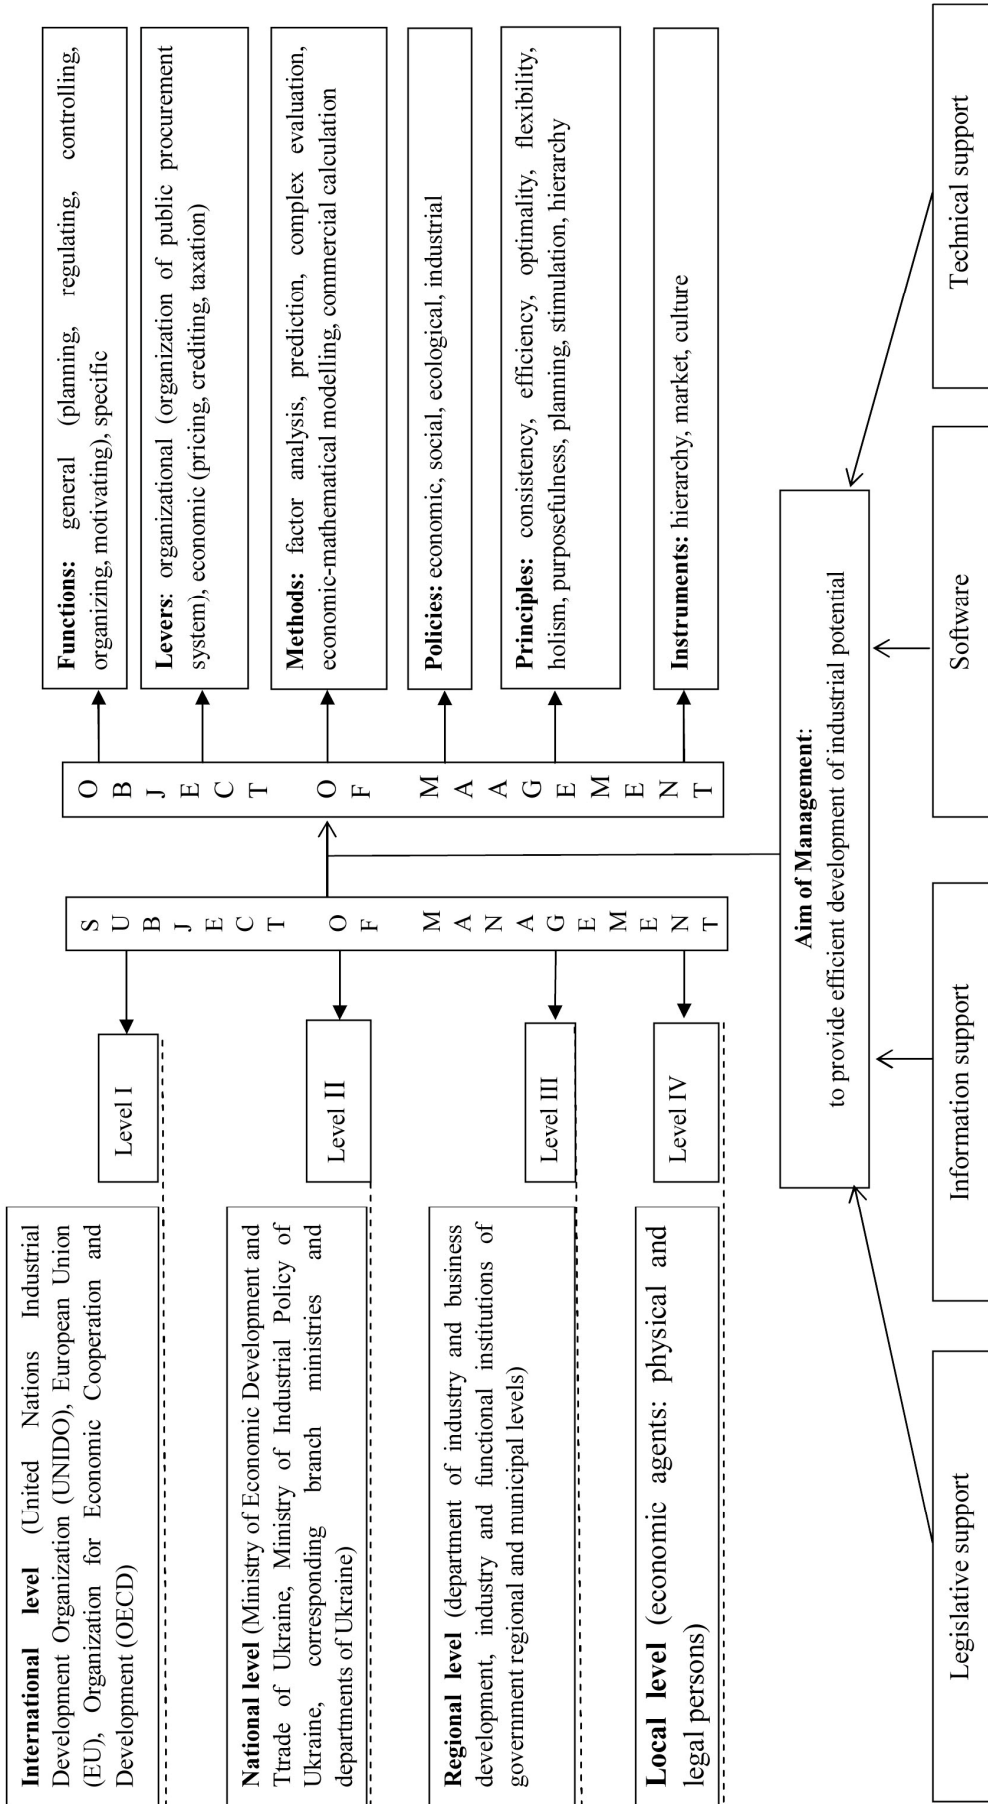 International level (United Nations Industrial
Development Organization (UNIDO), European Union
(EU), Organization for Economic Cooperation and
Development (OECD)
National level (Ministry of Economic Development and
Ttrade of Ukraine, Ministry of Industrial Policy of
Ukraine, corresponding branch ministries and
departments of Ukraine)
Regional level (department of industry and business
development, industry and functional institutions of
government regional and municipal levels)
Local level (economic agents: physical and
legal persons)
Level I
Level II
Level III
Level IV
SUBJECT OF MANAGEMENT
OBJECT OF MAAGEMENT
Functions: general (planning, regulating, controlling,
organizing, motivating), specific
Levers: organizational (organization of public procurement
system), economic (pricing, crediting, taxation)
Methods: factor analysis, prediction, complex evaluation,
economic-mathematical modelling, commercial calculation
Policies: economic, social, ecological, industrial
Principles: consistency, efficiency, optimality, flexibility,
holism, purposefulness, planning, stimulation, hierarchy
Instruments: hierarchy, market, culture
Aim of Management:
to provide efficient development of industrial potential
Legislative support
Information support
Software
Technical support